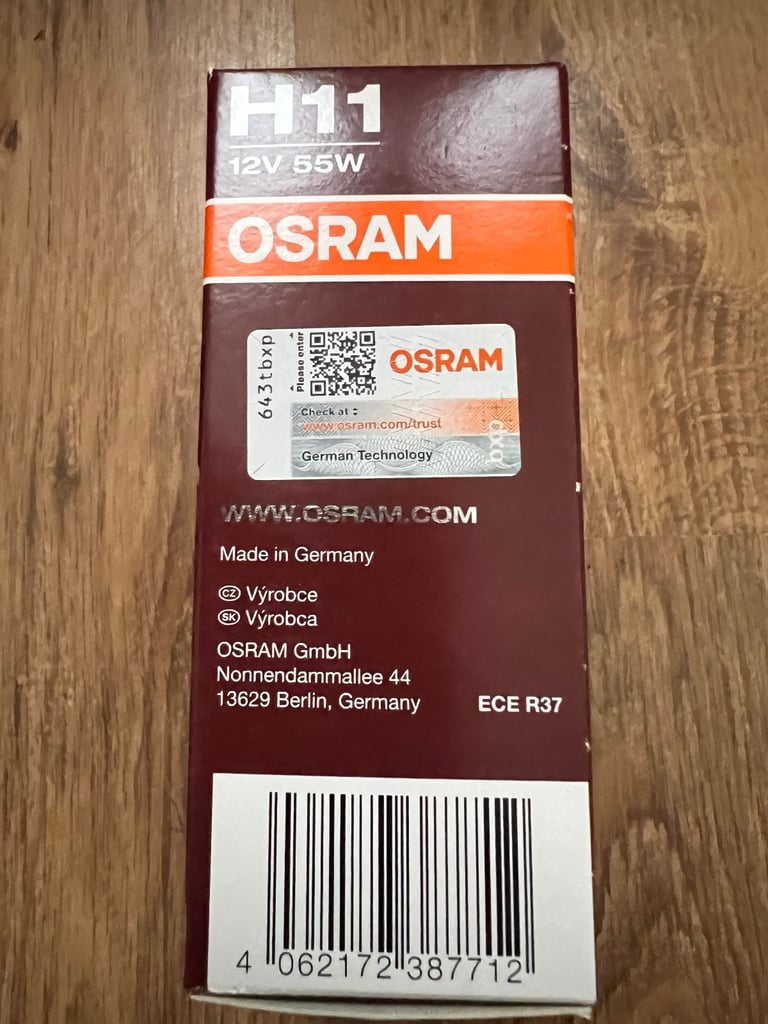 H11
12V 55W
OSRAM
643tbxp
Please enter
OSRAM
Check at
www.osram.com/trust
German Technology
WWW.OSRAM.COM
Made in Germany
CZ Výrobce
SK Výrobca
OSRAM GmbH
Nonnendammallee 44
13629 Berlin, Germany
ECE R37
4 062172 387712